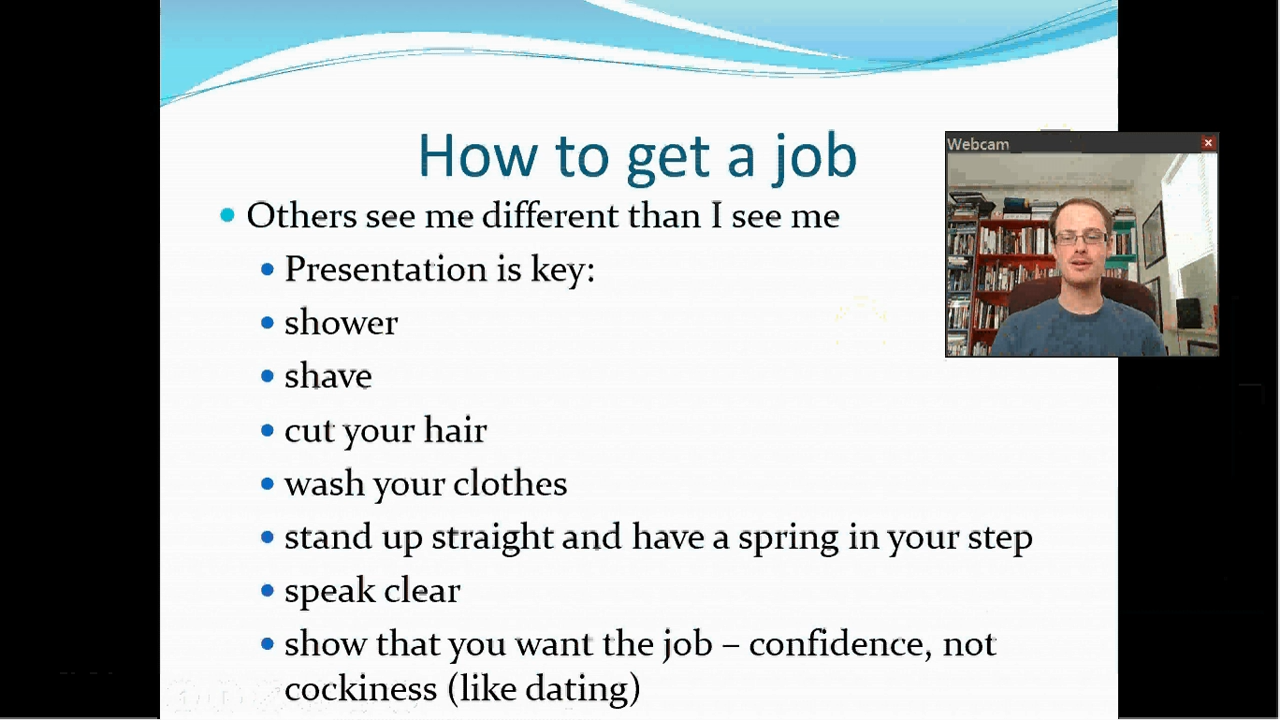 How to get a job
Webcam
Others see me different than I see me
Presentation is key:
shower
shave
cut your hair
wash your clothes
stand up straight and have a spring in your step
speak clear
show that you want the job – confidence, not
cockiness (like dating)